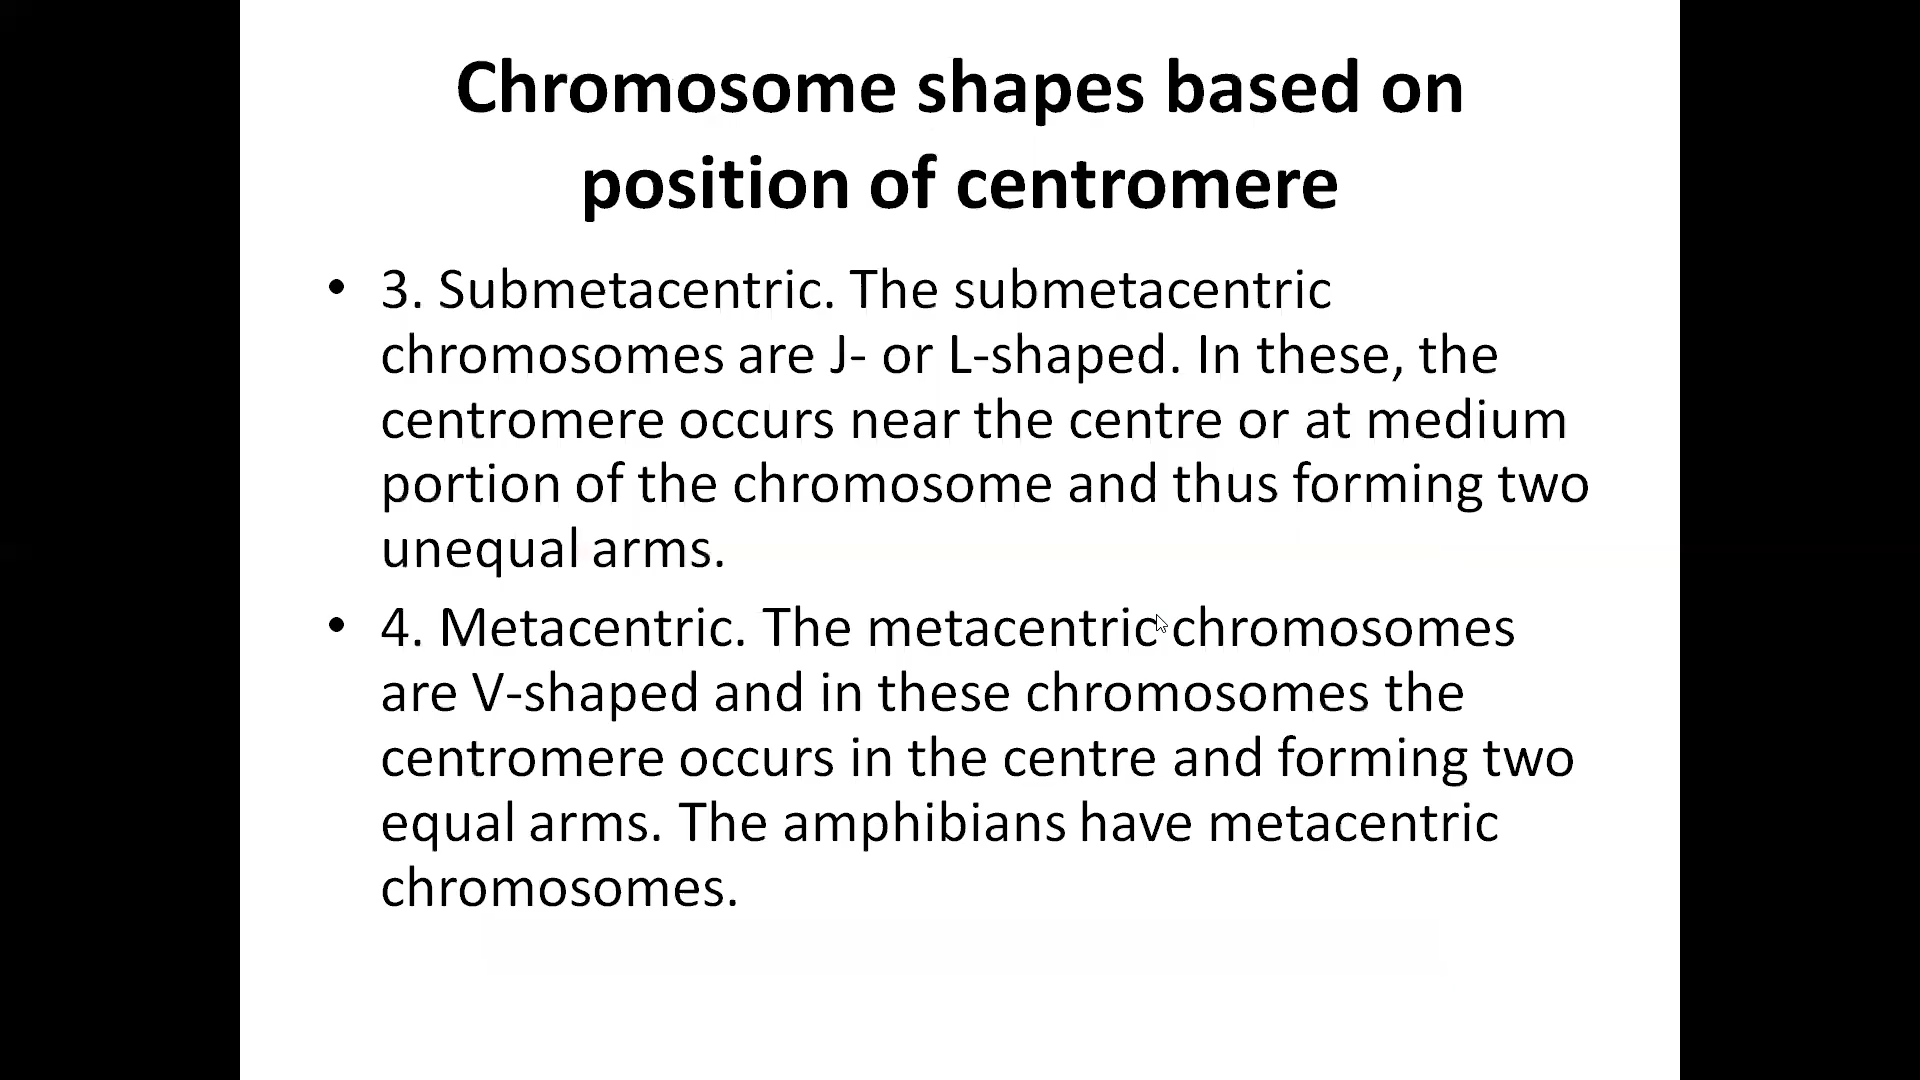 Chromosome shapes based on
position of centromere
• 3. Submetacentric. The submetacentric
chromosomes are J- or L-shaped. In these, the
centromere occurs near the centre or at medium
portion of the chromosome and thus forming two
unequal arms.
• 4. Metacentric. The metacentric chromosomes
are V-shaped and in these chromosomes the
centromere occurs in the centre and forming two
equal arms. The amphibians have metacentric
chromosomes.